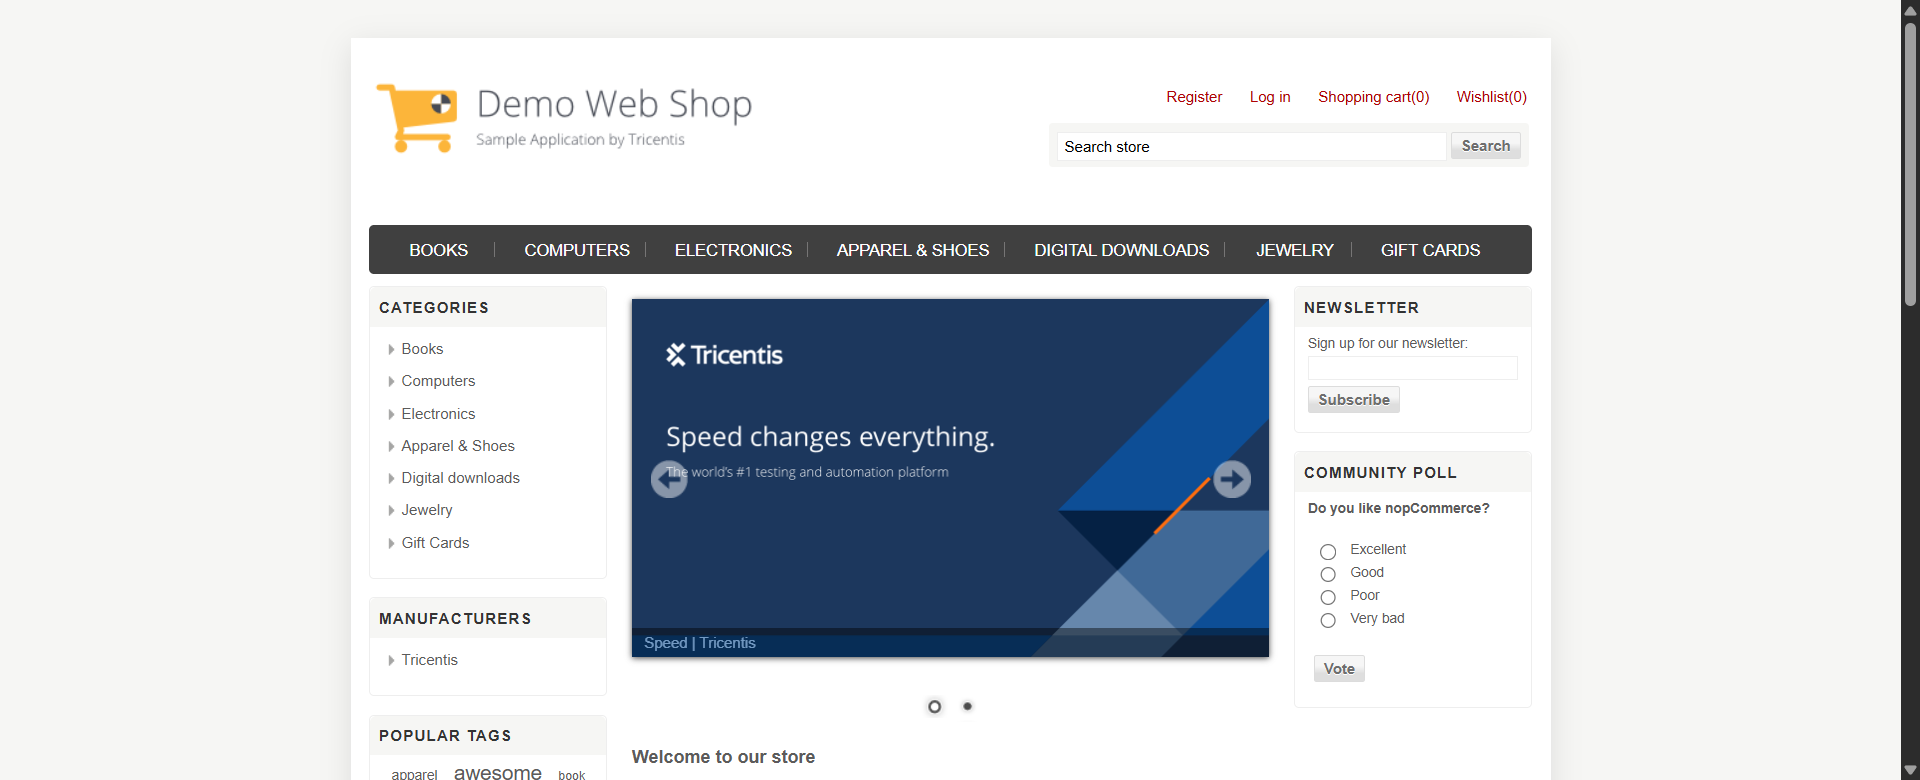 Demo Web Shop
Sample Application by Tricentis
Register Log in Shopping cart(0) Wishlist(0)
Search store Search
BOOKS COMPUTERS ELECTRONICS APPAREL & SHOES DIGITAL DOWNLOADS JEWELRY GIFT CARDS
CATEGORIES
Books
Computers
Electronics
Apparel & Shoes
Digital downloads
Jewelry
Gift Cards
MANUFACTURERS
Tricentis
POPULAR TAGS
apparel awesome book
Tricentis
Speed changes everything.
The world's #1 testing and automation platform
Speed | Tricentis
Welcome to our store
NEWSLETTER
Sign up for our newsletter:
Subscribe
COMMUNITY POLL
Do you like nopCommerce?
Excellent
Good
Poor
Very bad
Vote